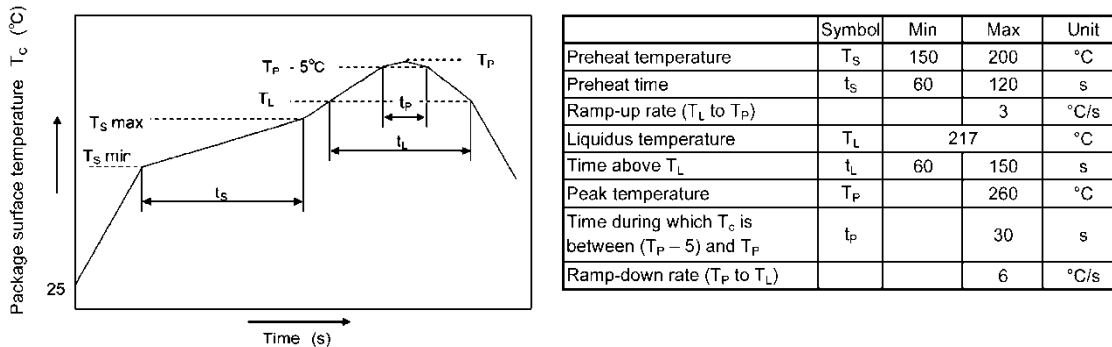 Package surface temperature T_C (°C)
T_P
T_P - 5°C
T_L
t_P
T_S max
t_L
T_S min
t_S
25
Time (s)
Symbol Min Max Unit
Preheat temperature T_S 150 200 °C
Preheat time t_S 60 120 s
Ramp-up rate (T_L to T_P) 3 °C/s
Liquidus temperature T_L 217 °C
Time above T_L t_L 60 150 s
Peak temperature T_P 260 °C
Time during which T_c is
between (T_P – 5) and T_P t_P 30 s
Ramp-down rate (T_P to T_L) 6 °C/s